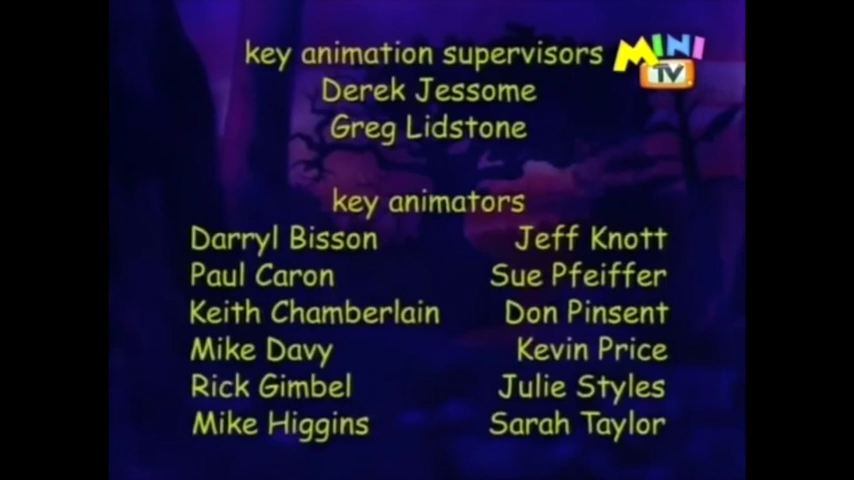 key animation supervisors
MINI
TV
Derek Jessome
Greg Lidstone
key animators
Darryl Bisson Jeff Knott
Paul Caron Sue Pfeiffer
Keith Chamberlain Don Pinsent
Mike Davy Kevin Price
Rick Gimbel Julie Styles
Mike Higgins Sarah Taylor